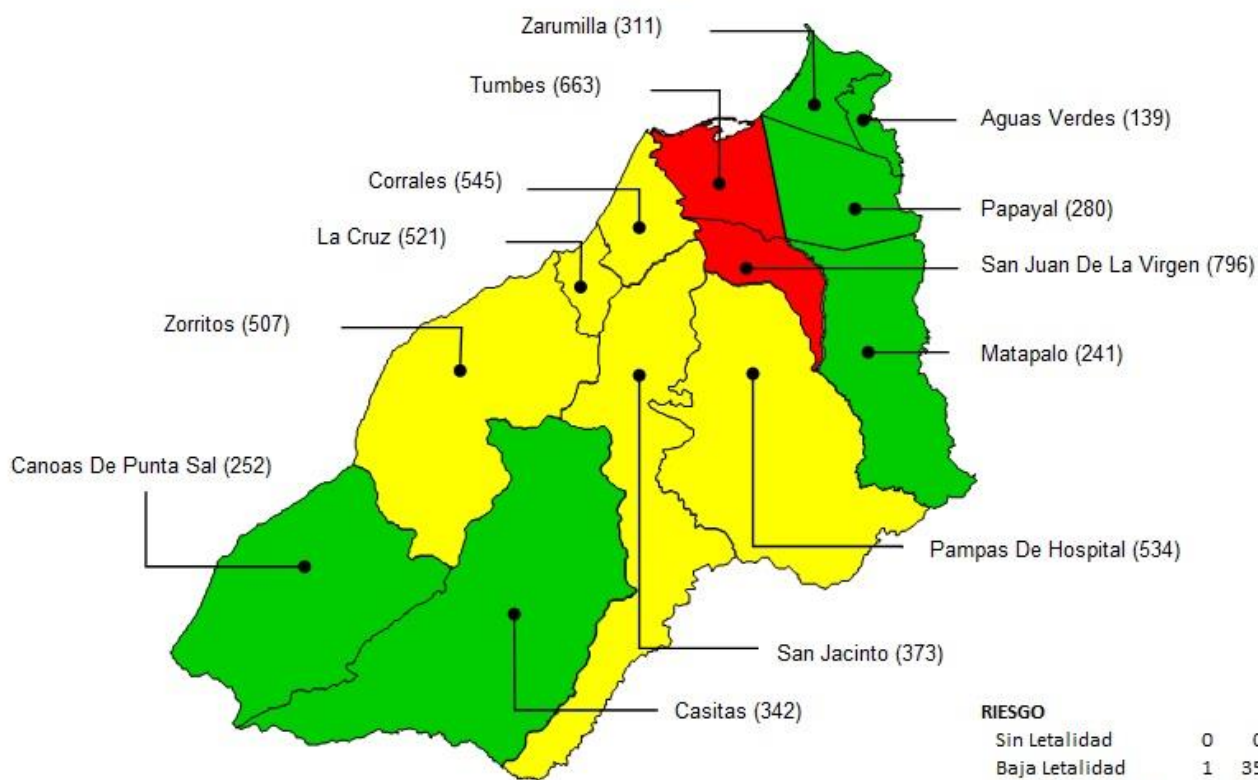 Zarumilla (311)
Tumbes (663)
Aguas Verdes (139)
Corrales (545)
Papayal (280)
La Cruz (521)
San Juan De La Virgen (796)
Zorritos (507)
Matapalo (241)
Canoas De Punta Sal (252)
Pampas De Hospital (534)
San Jacinto (373)
Casitas (342)
RIESGO
Sin Letalidad 0
Baja Letalidad 1